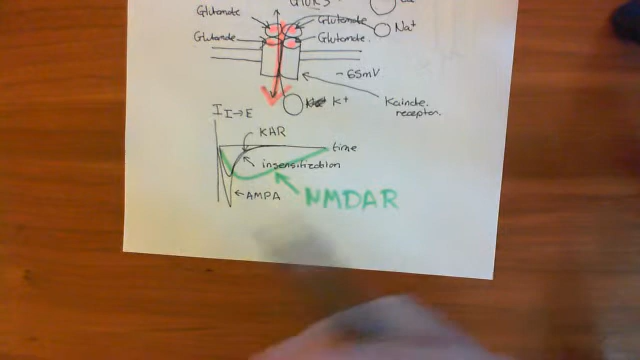 Glutamate
Glutamate
Na⁺
Glutamate
Glutamate.
-65mV
K⁺
Kainate
receptor.
I I→E
KAR
time
insensitization
AMPA
NMDAR